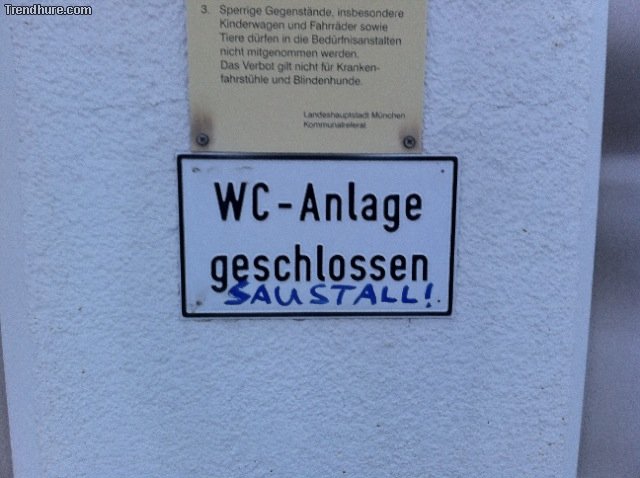 Trendhure.com
3. Sperrige Gegenstände, insbesondere
Kinderwagen und Fahrräder sowie
Tiere dürfen in die Bedürfnisanstalten
nicht mitgenommen werden.
Das Verbot gilt nicht für Kranken-
fahrstühle und Blindenhunde.
Landeshauptstadt München
Kommunalreferat
WC-Anlage
geschlossen
SAUSTALL!